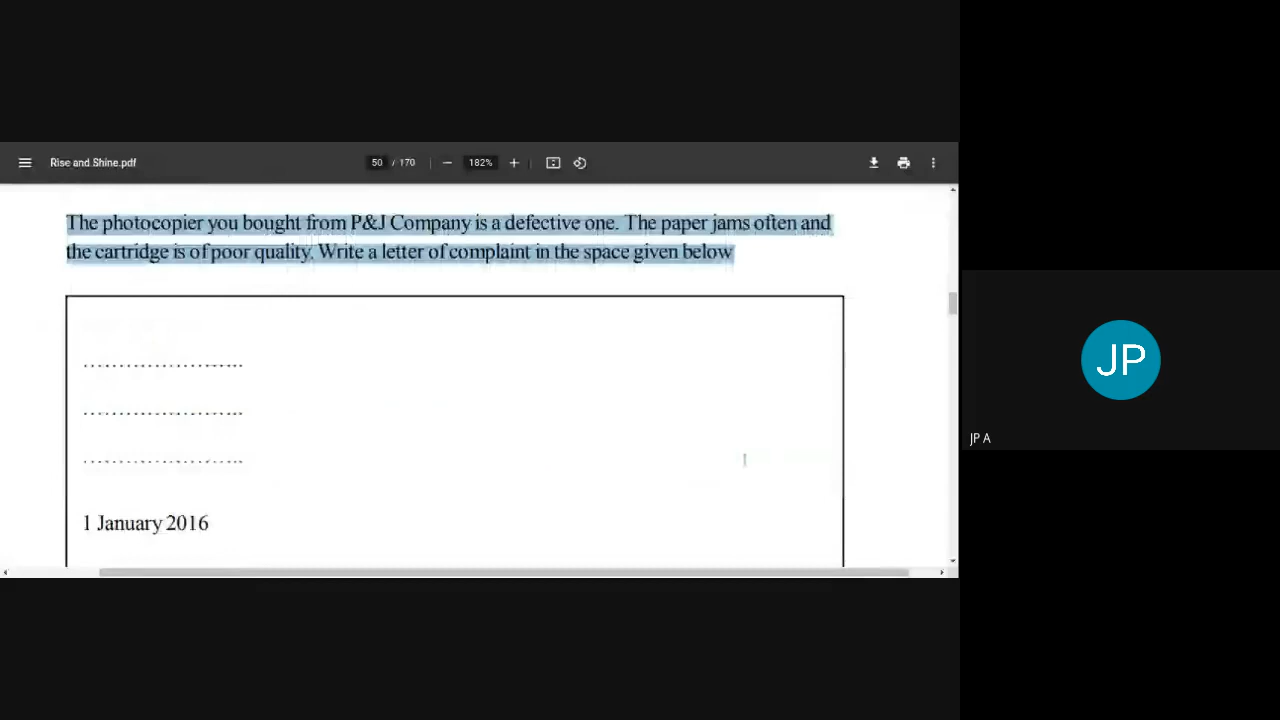 Rise and Shine.pdf
50 / 170
182%
The photocopier you bought from P&J Company is a defective one. The paper jams often and
the cartridge is of poor quality. Write a letter of complaint in the space given below
........................
........................
........................
1 January 2016
JP
JP A